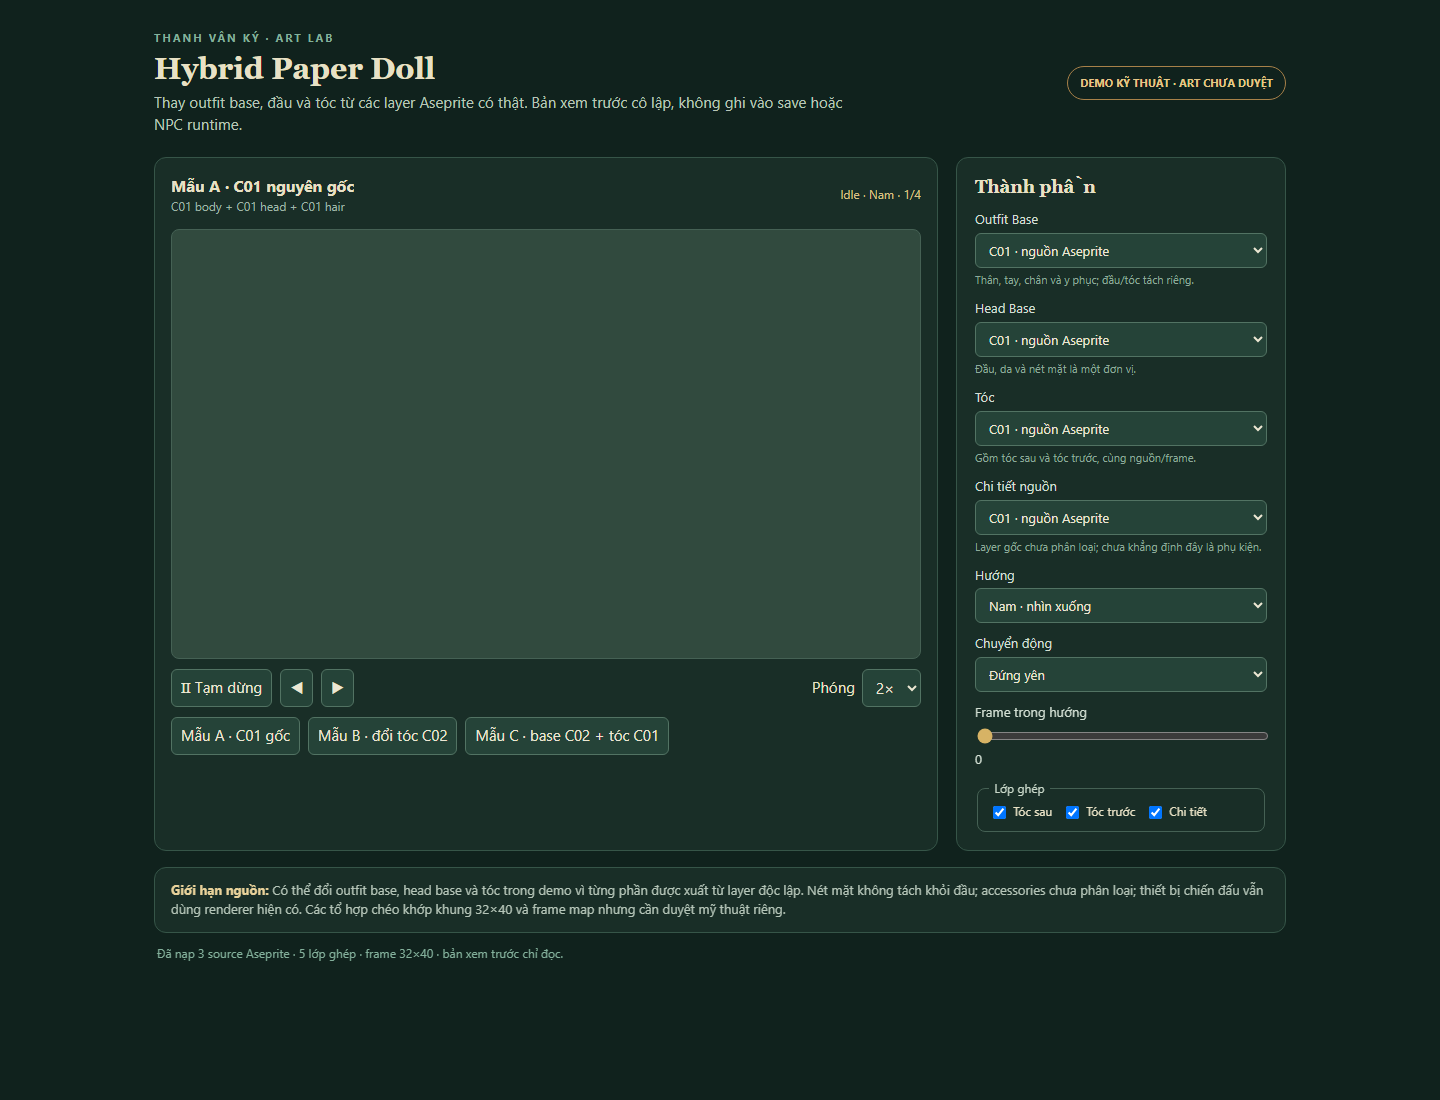 THANH VÂN KÝ · ART LAB
Hybrid Paper Doll
Thay outfit base, đầu và tóc từ các layer Aseprite có thật. Bản xem trước cô lập, không ghi vào save hoặc
NPC runtime.
DEMO KỸ THUẬT · ART CHƯA DUYỆT
Mẫu A · C01 nguyên gốc
C01 body + C01 head + C01 hair
Idle · Nam · 1/4
II Tạm dừng
◀
▶
Phóng
2×
Mẫu A · C01 gốc
Mẫu B · đổi tóc C02
Mẫu C · base C02 + tóc C01
Thành phần
Outfit Base
C01 · nguồn Aseprite
Thân, tay, chân và y phục; đầu/tóc tách riêng.
Head Base
C01 · nguồn Aseprite
Đầu, da và nét mặt là một đơn vị.
Tóc
C01 · nguồn Aseprite
Gồm tóc sau và tóc trước, cùng nguồn/frame.
Chi tiết nguồn
C01 · nguồn Aseprite
Layer gốc chưa phân loại; chưa khẳng định đây là phụ kiện.
Hướng
Nam · nhìn xuống
Chuyển động
Đứng yên
Frame trong hướng
0
Lớp ghép
Tóc sau
Tóc trước
Chi tiết
Giới hạn nguồn: Có thể đổi outfit base, head base và tóc trong demo vì từng phần được xuất từ layer độc lập. Nét mặt không tách khỏi đầu; accessories chưa phân loại; thiết bị chiến đấu vẫn
dùng renderer hiện có. Các tổ hợp chéo khớp khung 32×40 và frame map nhưng cần duyệt mỹ thuật riêng.
Đã nạp 3 source Aseprite · 5 lớp ghép · frame 32×40 · bản xem trước chỉ đọc.